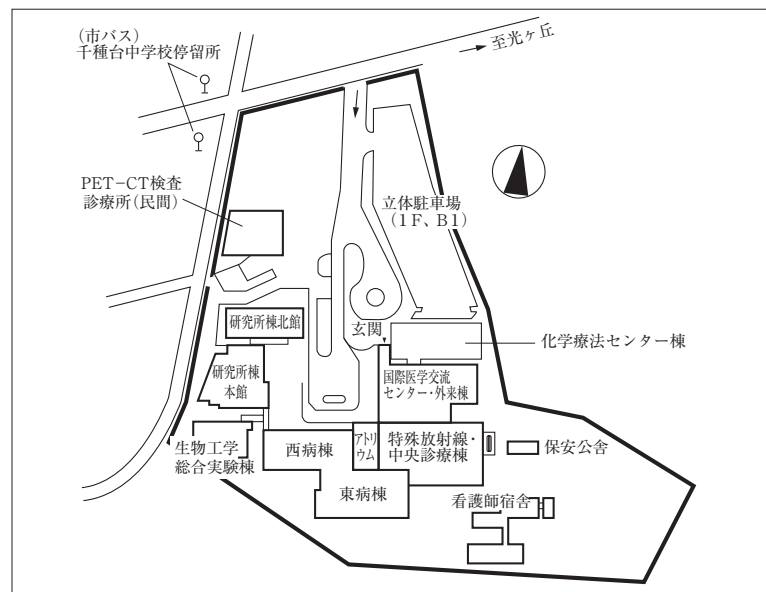 (市バス)
千種台中学校停留所
至光ヶ丘
PET−CT検査
診療所(民間)
立体駐車場
(1F、B1)
研究所棟北館
玄関
化学療法センター棟
研究所棟
本館
国際医学交流
センター・外来棟
生物工学
総合実験棟
西病棟
アトリ
ウム
特殊放射線・
中央診療棟
保安公舎
東病棟
看護師宿舎